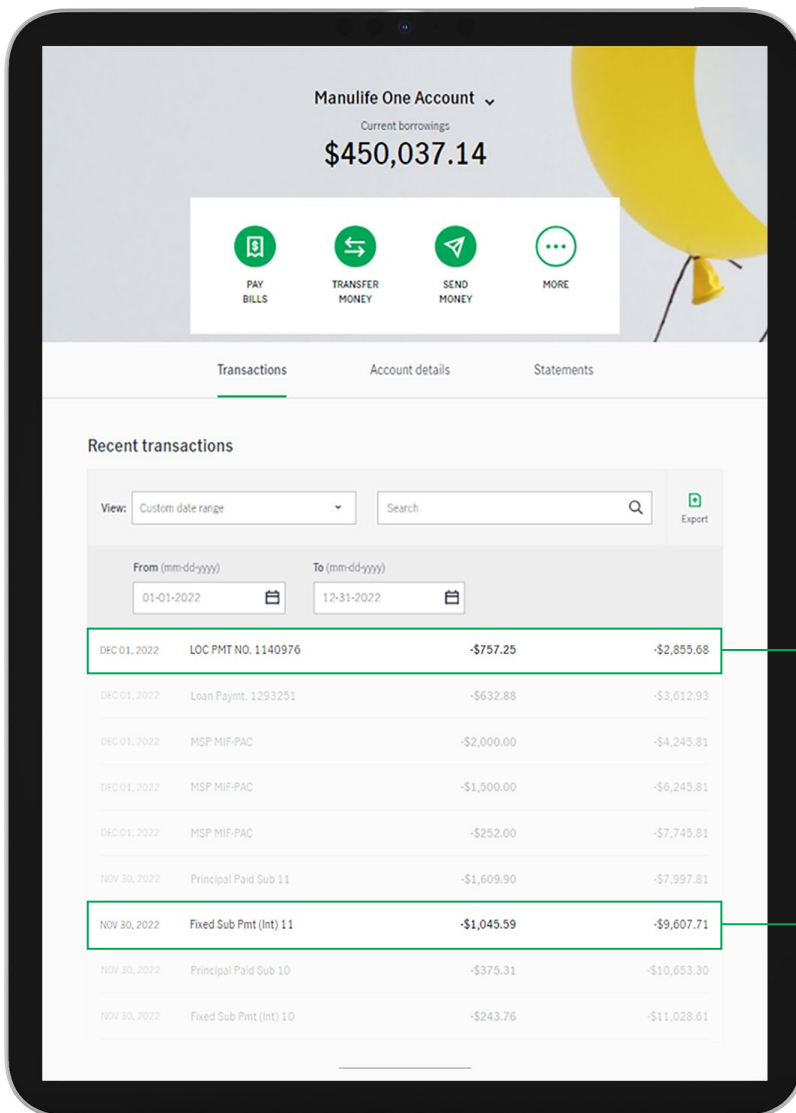 Manulife One Account
Current borrowings
$450,037.14
PAY
BILLS
TRANSFER
MONEY
SEND
MONEY
MORE
Transactions Account details Statements
Recent transactions
View: Custom date range Search Export
From (mm-dd-yyyy) To (mm-dd-yyyy)
01-01-2022 12-31-2022
DEC 01, 2022 LOC PMT NO. 1140976 -$757.25 -$2,855.68
DEC 01, 2022 Loan Paymt. 1293251 -$632.88 -$3,612.93
DEC 01, 2022 MSP MIF-PAC -$2,000.00 -$4,245.81
DEC 01, 2022 MSP MIF-PAC -$1,500.00 -$6,245.81
DEC 01, 2022 MSP MIF-PAC -$252.00 -$7,745.81
NOV 30, 2022 Principal Paid Sub 11 -$1,609.90 -$7,997.81
NOV 30, 2022 Fixed Sub Pmt (Int) 11 -$1,045.59 -$9,607.71
NOV 30, 2022 Principal Paid Sub 10 -$375.31 -$10,653.30
NOV 30, 2022 Fixed Sub Pmt (Int) 10 -$243.76 -$11,028.61